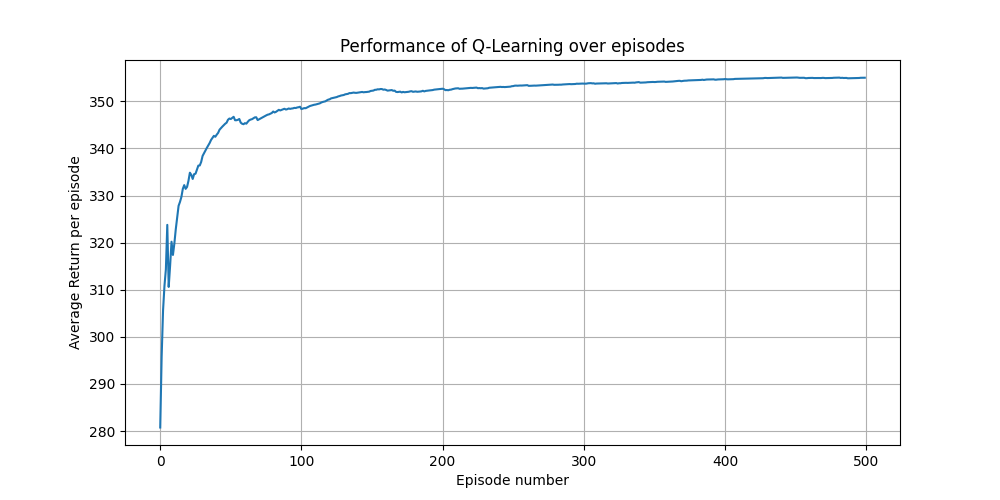 Performance of Q-Learning over episodes
Average Return per episode
350
340
330
320
310
300
290
280
0 100 200 300 400 500
Episode number